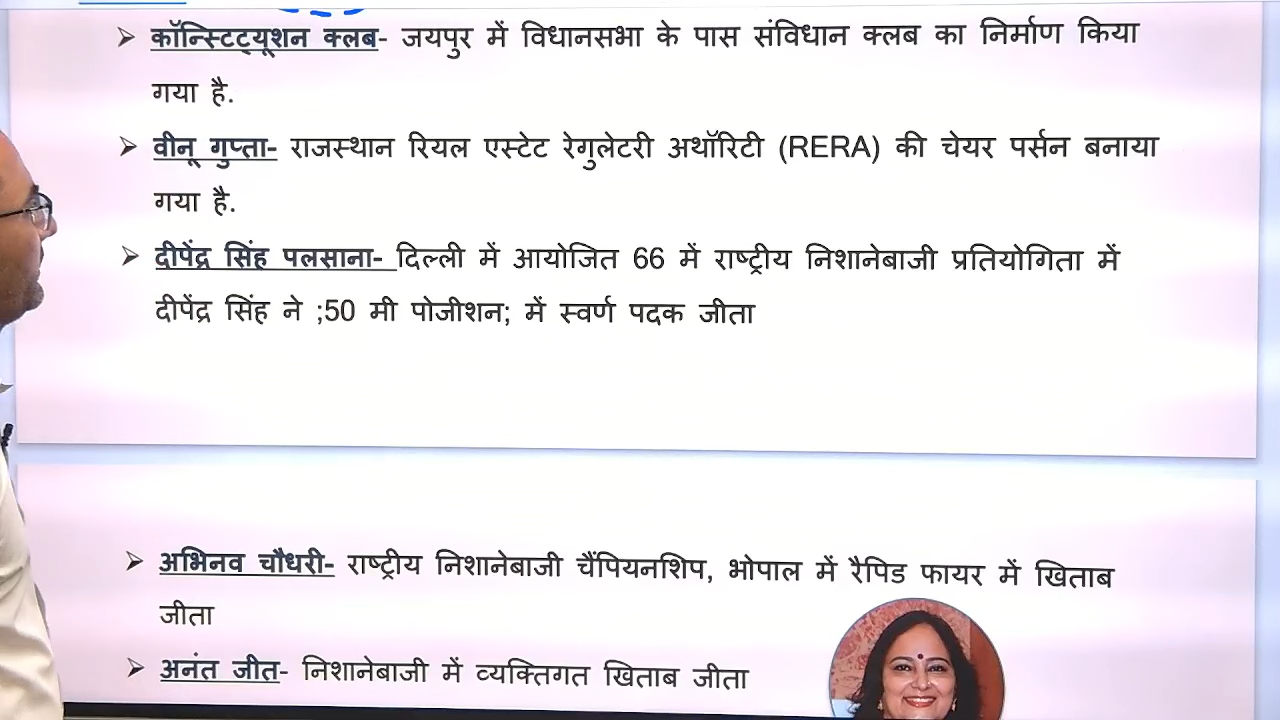 ➢ कॉन्स्टिट्यूशन क्लब- जयपुर में विधानसभा के पास संविधान क्लब का निर्माण किया
गया है.
➢ वीनू गुप्ता- राजस्थान रियल एस्टेट रेगुलेटरी अथॉरिटी (RERA) की चेयर पर्सन बनाया
गया है.
➢ दीपेंद्र सिंह पलसाना- दिल्ली में आयोजित 66 में राष्ट्रीय निशानेबाजी प्रतियोगिता में
दीपेंद्र सिंह ने ;50 मी पोजीशन; में स्वर्ण पदक जीता
➢ अभिनव चौधरी- राष्ट्रीय निशानेबाजी चैंपियनशिप, भोपाल में रैपिड फायर में खिताब
जीता
➢ अनंत जीत- निशानेबाजी में व्यक्तिगत खिताब जीता